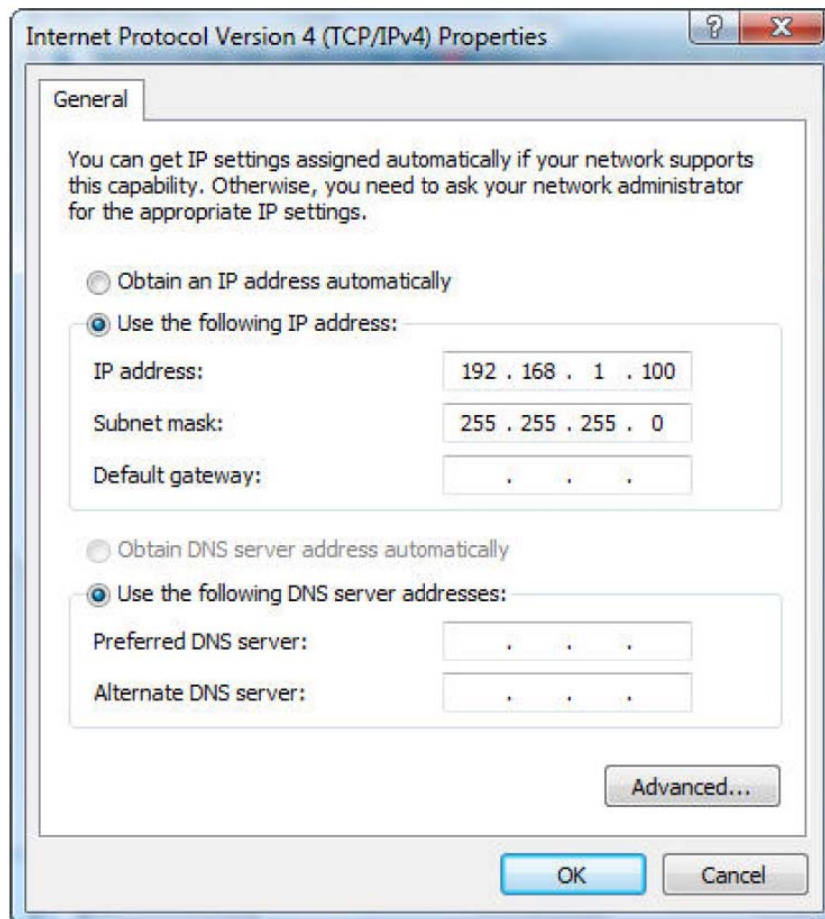 Internet Protocol Version 4 (TCP/IPv4) Properties
?
X
General
You can get IP settings assigned automatically if your network supports
this capability. Otherwise, you need to ask your network administrator
for the appropriate IP settings.
Obtain an IP address automatically
Use the following IP address:
IP address: 192 . 168 . 1 . 100
Subnet mask: 255 . 255 . 255 . 0
Default gateway: . . .
Obtain DNS server address automatically
Use the following DNS server addresses:
Preferred DNS server: . . .
Alternate DNS server: . . .
Advanced...
OK Cancel